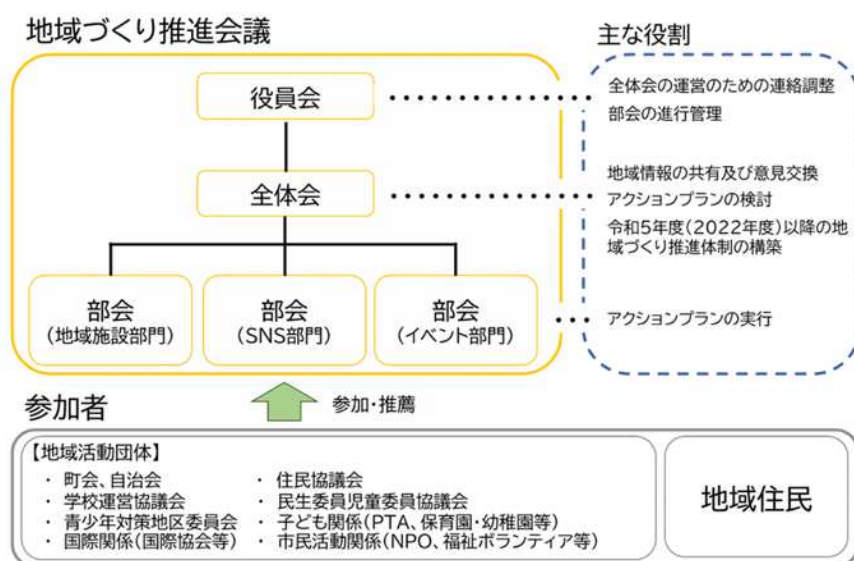 地域づくり推進会議
主な役割
役員会
全体会の運営のための連絡調整
部会の進行管理
全体会
地域情報の共有及び意見交換
アクションプランの検討
令和5年度(2022年度)以降の地
域づくり推進体制の構築
部会
(地域施設部門)
部会
(SNS部門)
部会
(イベント部門)
アクションプランの実行
参加者
参加・推薦
【地域活動団体】
・ 町会、自治会
・ 学校運営協議会
・ 青少年対策地区委員会
・ 国際関係(国際協会等)
・ 住民協議会
・ 民生委員児童委員協議会
・ 子ども関係(PTA、保育園・幼稚園等)
・ 市民活動関係(NPO、福祉ボランティア等)
地域住民